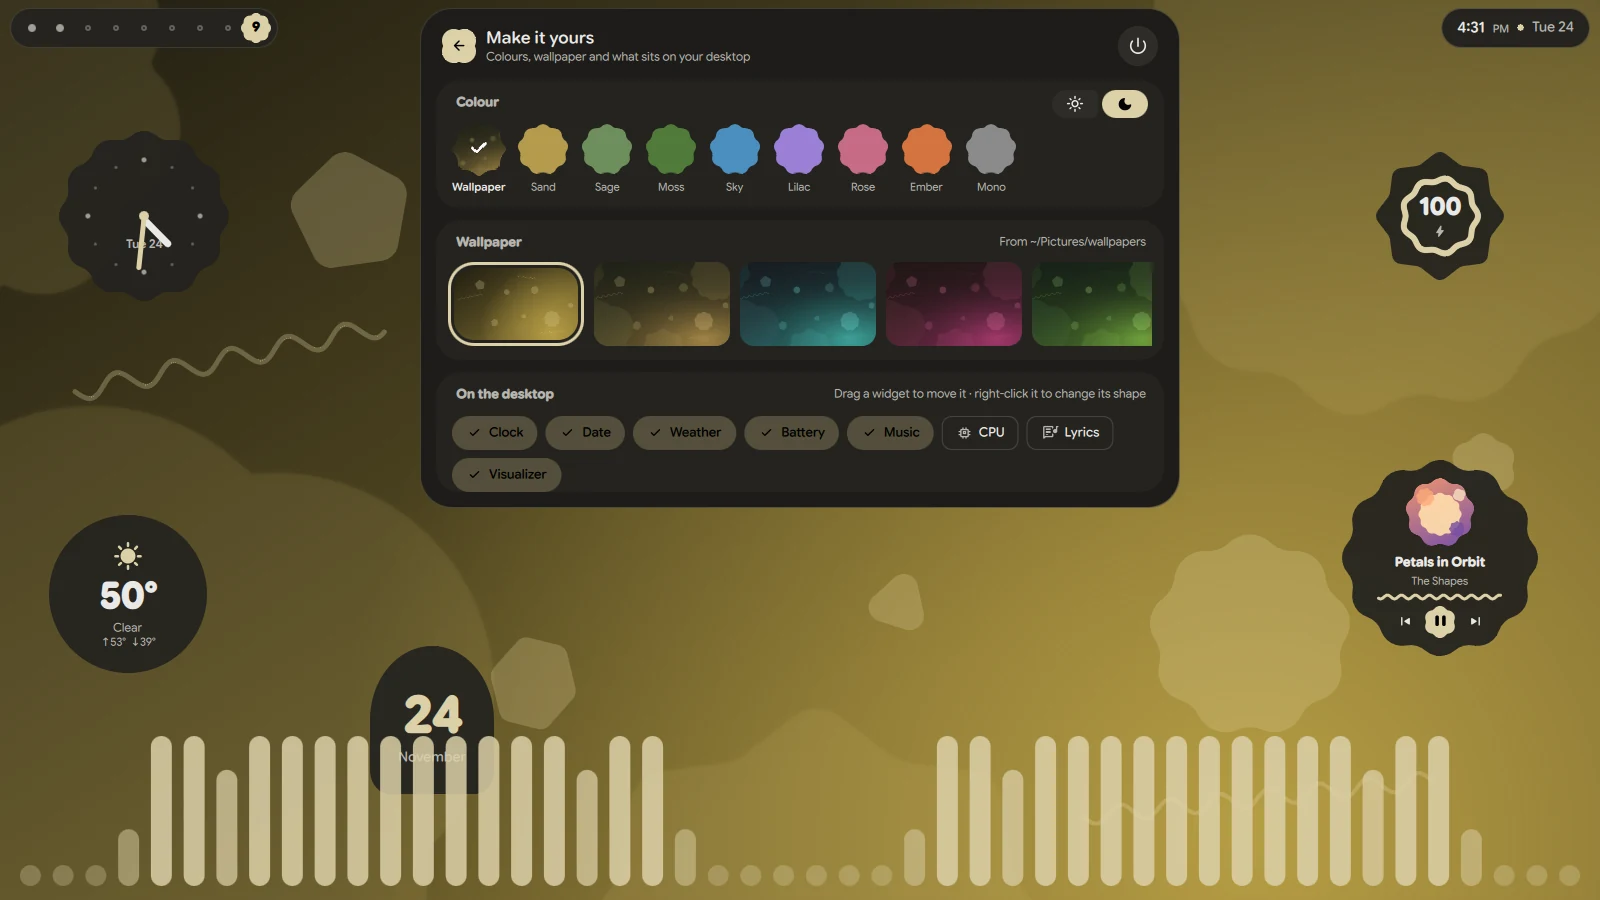 9
Make it yours
Colours, wallpaper and what sits on your desktop
4:31 PM Tue 24
Colour
Wallpaper Sand Sage Moss Sky Lilac Rose Ember Mono
Tue 24
100
Wallpaper From ~/Pictures/wallpapers
On the desktop Drag a widget to move it · right-click it to change its shape
Clock Date Weather Battery Music CPU Lyrics
Visualizer
50°
Clear
↑53° ↓39°
Petals in Orbit
The Shapes
24
November